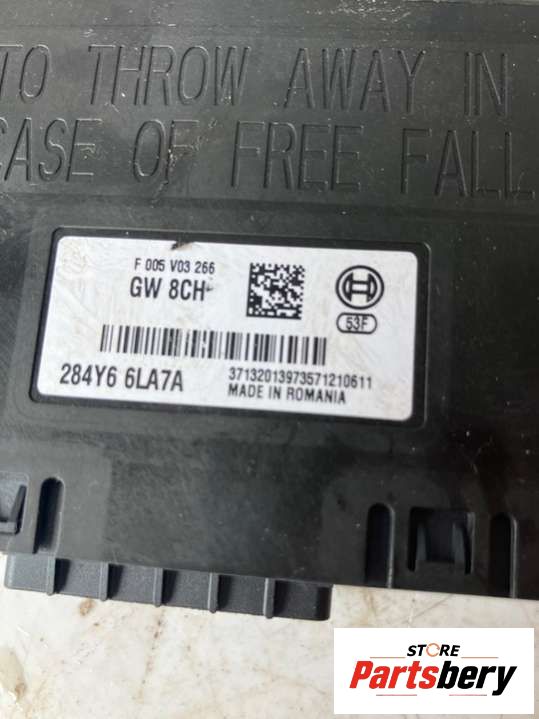 TO THROW AWAY IN
CASE OF FREE FALL
F 005 V03 266
GW 8CH
53F
284Y6 6LA7A
37132013973571210611
MADE IN ROMANIA
STORE
Partsbery